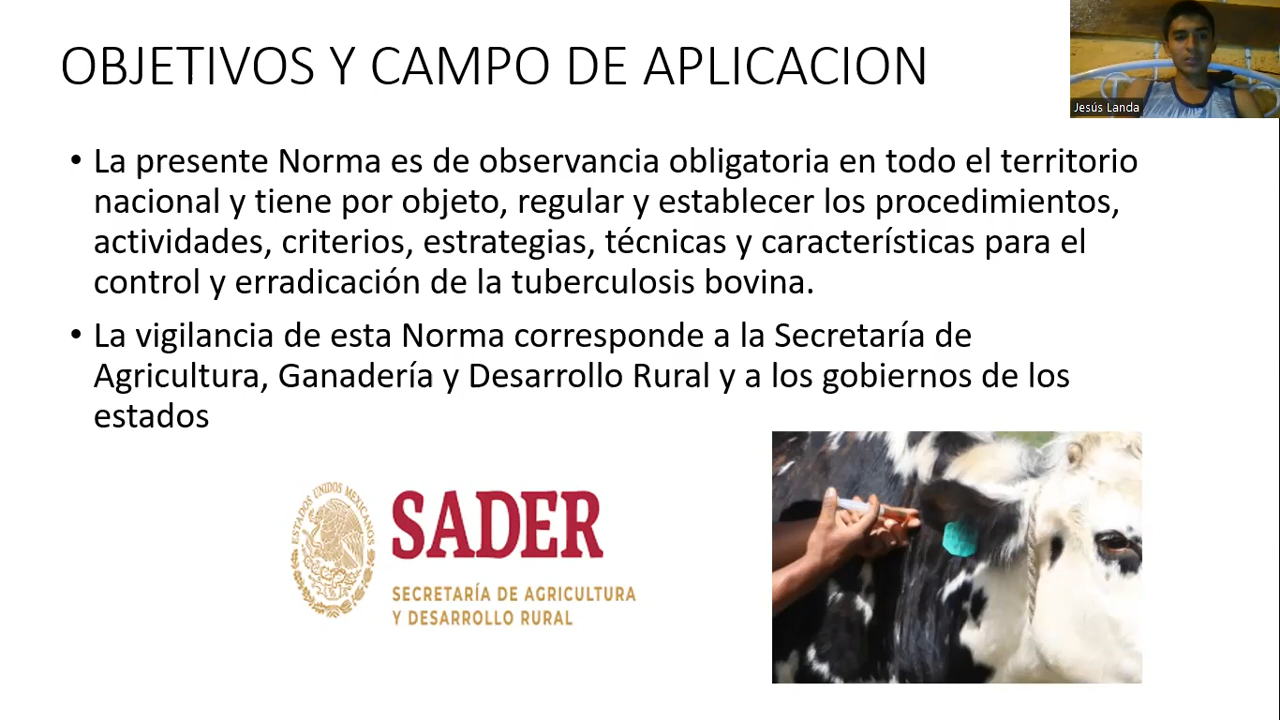 OBJETIVOS Y CAMPO DE APLICACION
Jesús Landa
• La presente Norma es de observancia obligatoria en todo el territorio
nacional y tiene por objeto, regular y establecer los procedimientos,
actividades, criterios, estrategias, técnicas y características para el
control y erradicación de la tuberculosis bovina.
• La vigilancia de esta Norma corresponde a la Secretaría de
Agricultura, Ganadería y Desarrollo Rural y a los gobiernos de los
estados
ESTADOS UNIDOS MEXICANOS
SADER
SECRETARÍA DE AGRICULTURA
Y DESARROLLO RURAL